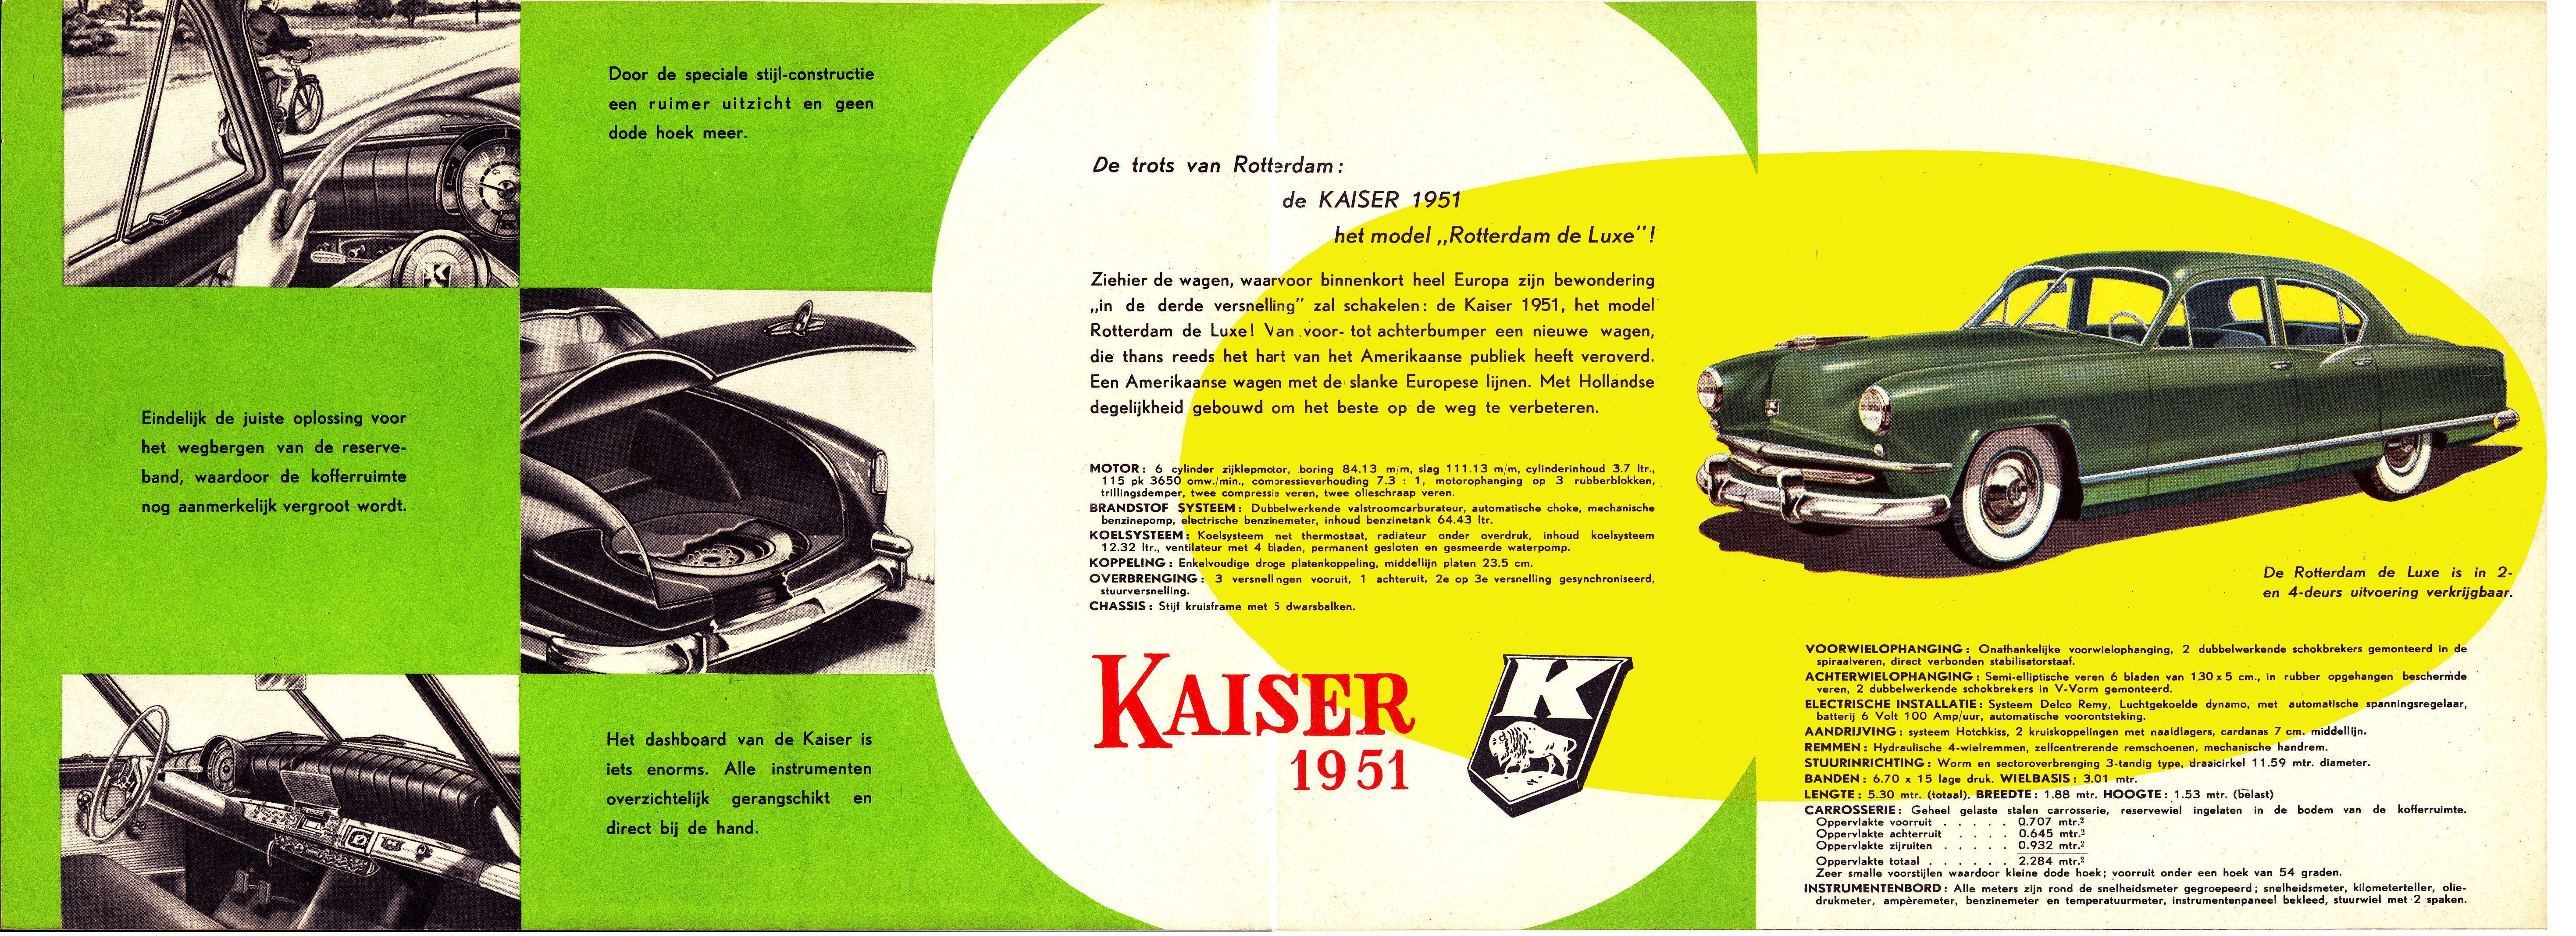 Door de speciale stijl-constructie
een ruimer uitzicht en geen
dode hoek meer.
Eindelijk de juiste oplossing voor
het wegbergen van de reserve-
band, waardoor de kofferruimte
nog aanmerkelijk vergroot wordt.
Het dashboard van de Kaiser is
iets enorms. Alle instrumenten
overzichtelijk gerangschikt en
direct bij de hand.
De trots van Rotterdam:
de KAISER 1951
het model „Rotterdam de Luxe”!
Ziehier de wagen, waarvoor binnenkort heel Europa zijn bewondering
„in de derde versnelling” zal schakelen: de Kaiser 1951, het model
Rotterdam de Luxe! Van voor- tot achterbumper een nieuwe wagen,
die thans reeds het hart van het Amerikaanse publiek heeft veroverd.
Een Amerikaanse wagen met de slanke Europese lijnen. Met Hollandse
degelijkheid gebouwd om het beste op de weg te verbeteren.
MOTOR: 6 cylinder zijklepmotor, boring 84.13 m/m, slag 111.13 m/m, cylinderinhoud 3.7 ltr.,
115 pk 3650 omw./min., compressieverhouding 7.3 : 1, motorophanging op 3 rubberblokken,
trillingsdemper, twee compressie veren, twee olieschraap veren.
BRANDSTOF SYSTEEM: Dubbelwerkende valstroomcarburateur, automatische choke, mechanische
benzinepomp, electrische benzinemeter, inhoud benzinetank 64.43 ltr.
KOELSYSTEEM: Koelsysteem met thermostaat, radiateur onder overdruk, inhoud koelsysteem
12.32 ltr., ventilateur met 4 bladen, permanent gesloten en gesmeerde waterpomp.
KOPPELING: Enkelvoudige droge platenkoppeling, middellijn platen 23.5 cm.
OVERBRENGING: 3 versnellingen vooruit, 1 achteruit, 2e op 3e versnelling gesynchroniseerd,
stuurversnelling.
CHASSIS: Stijf kruisframe met 5 dwarsbalken.
KAISER
1951
K
De Rotterdam de Luxe is in 2-
en 4-deurs uitvoering verkrijgbaar.
VOORWIELOPHANGING: Onafhankelijke voorwielophanging, 2 dubbelwerkende schokbrekers gemonteerd in de
spiraalveren, direct verbonden stabilisatorstaaf.
ACHTERWIELOPHANGING: Semi-elliptische veren 6 bladen van 130 x 5 cm., in rubber opgehangen beschermde
veren, 2 dubbelwerkende schokbrekers in V-Vorm gemonteerd.
ELECTRISCHE INSTALLATIE: Systeem Delco Remy, Luchtgekoelde dynamo, met automatische spanningsregelaar,
batterij 6 Volt 100 Amp/uur, automatische voorontsteking.
AANDRIJVING: systeem Hotchkiss, 2 kruiskoppelingen met naaldlagers, cardanas 7 cm. middellijn.
REMMEN: Hydraulische 4-wielremmen, zelfcentrerende remschoenen, mechanische handrem.
STUURINRICHTING: Worm en sectoroverbrenging 3-tandig type, draaicirkel 11.59 mtr. diameter.
BANDEN: 6.70 x 15 lage druk. WIELBASIS: 3.01 mtr.
LENGTE: 5.30 mtr. (totaal). BREEDTE: 1.88 mtr. HOOGTE: 1.53 mtr. (belast)
CARROSSERIE: Geheel gelaste stalen carrosserie, reservewiel ingelaten in de bodem van de kofferruimte.
Oppervlakte voorruit . . . . . 0.707 mtr.²
Oppervlakte achterruit . . . . 0.645 mtr.²
Oppervlakte zijruiten . . . . . 0.932 mtr.²
Oppervlakte totaal . . . . . . 2.284 mtr.²
Zeer smalle voorstijlen waardoor kleine dode hoek; voorruit onder een hoek van 54 graden.
INSTRUMENTENBORD: Alle meters zijn rond de snelheidsmeter gegroepeerd; snelheidsmeter, kilometerteller, olie-
drukmeter, ampèremeter, benzinemeter en temperatuurmeter, instrumentenpaneel bekleed, stuurwiel met 2 spaken.